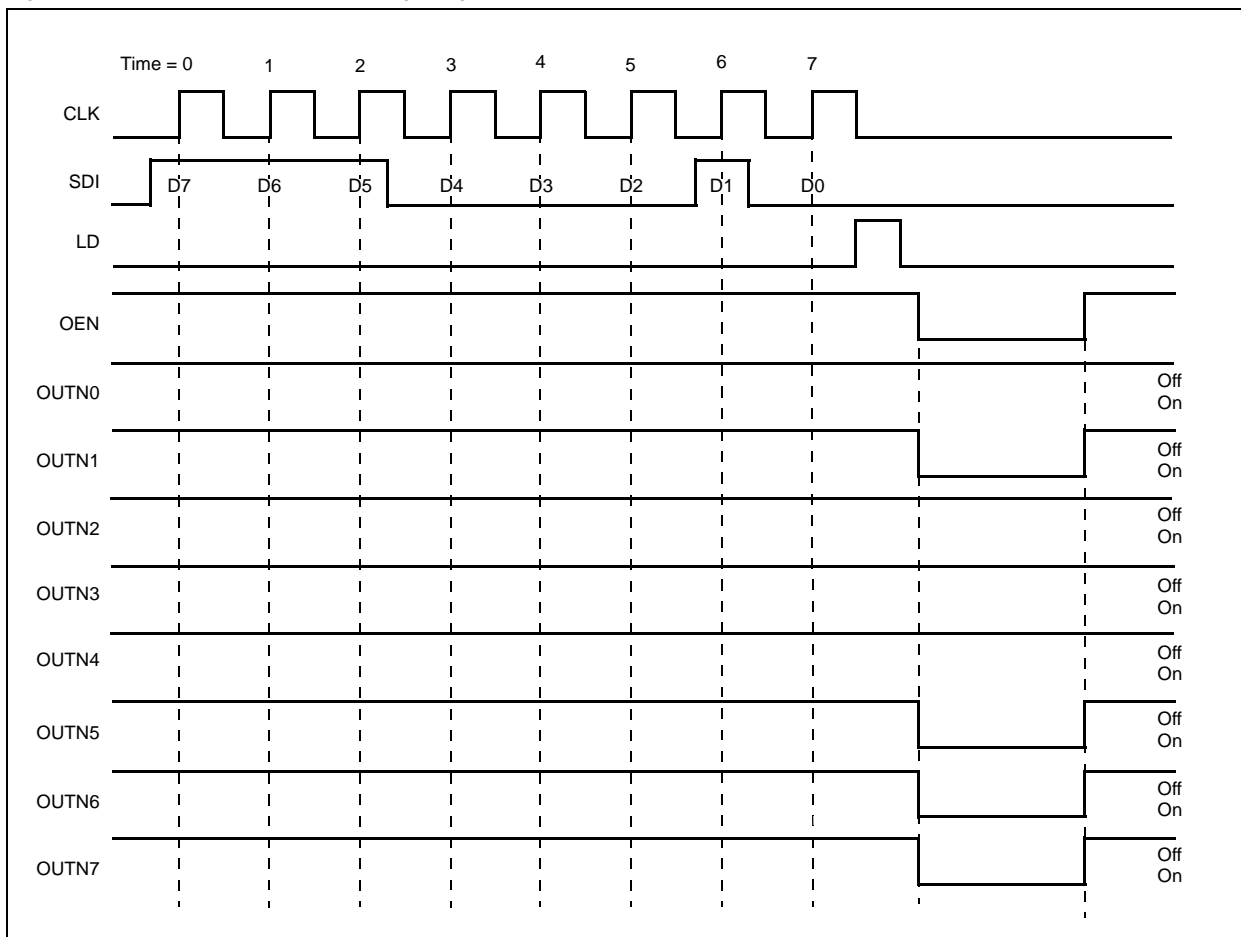 Time = 0 1 2 3 4 5 6 7
CLK
SDI D7 D6 D5 D4 D3 D2 D1 D0
LD
OEN
OUTN0 Off
On
OUTN1 Off
On
OUTN2 Off
On
OUTN3 Off
On
OUTN4 Off
On
OUTN5 Off
On
OUTN6 Off
On
OUTN7 Off
On